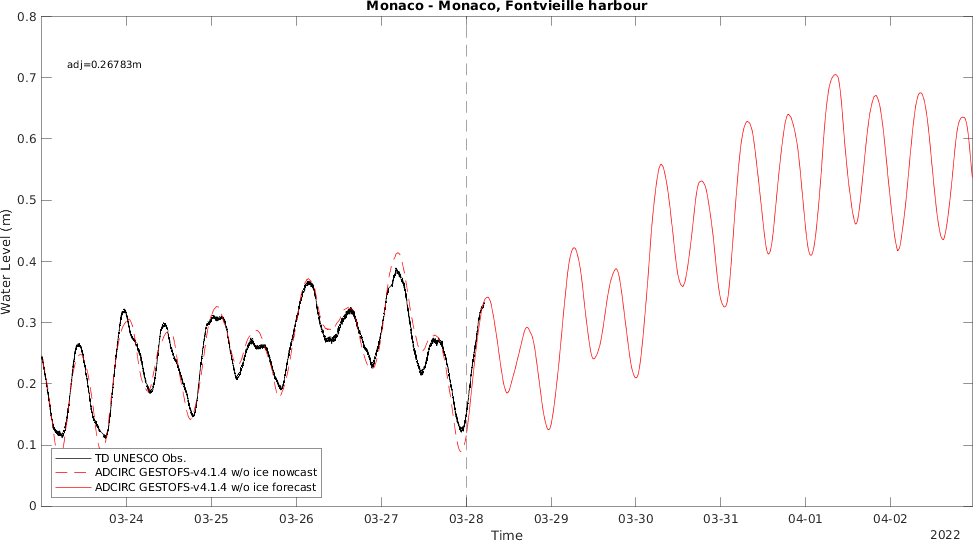 Monaco - Monaco, Fontvieille harbour
adj=0.26783m
Water Level (m)
0.8
0.7
0.6
0.5
0.4
0.3
0.2
0.1
0
TD UNESCO Obs.
ADCIRC GESTOFS-v4.1.4 w/o ice nowcast
ADCIRC GESTOFS-v4.1.4 w/o ice forecast
03-24 03-25 03-26 03-27 03-28 03-29 03-30 03-31 04-01 04-02
Time
2022